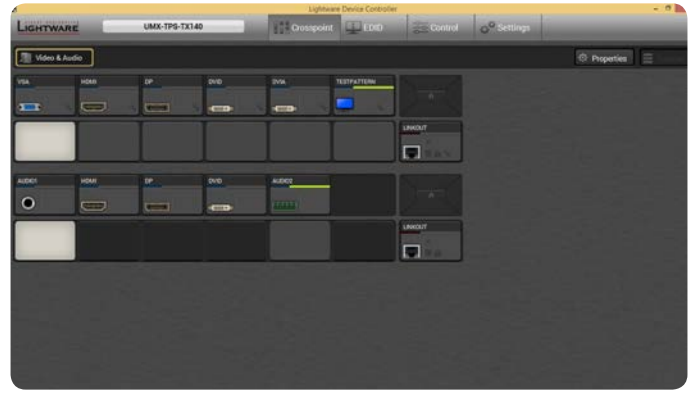 Lightware Device Controller
LIGHTWARE
UMX-TPS-TX140
Crosspoint
EDID
Control
Settings
Video & Audio
Properties
VGA HDMI DP DVID DVIA TESTPATTERN
LINKOUT
AUDIO1 HDMI DP DVID AUDIO2
LINKOUT